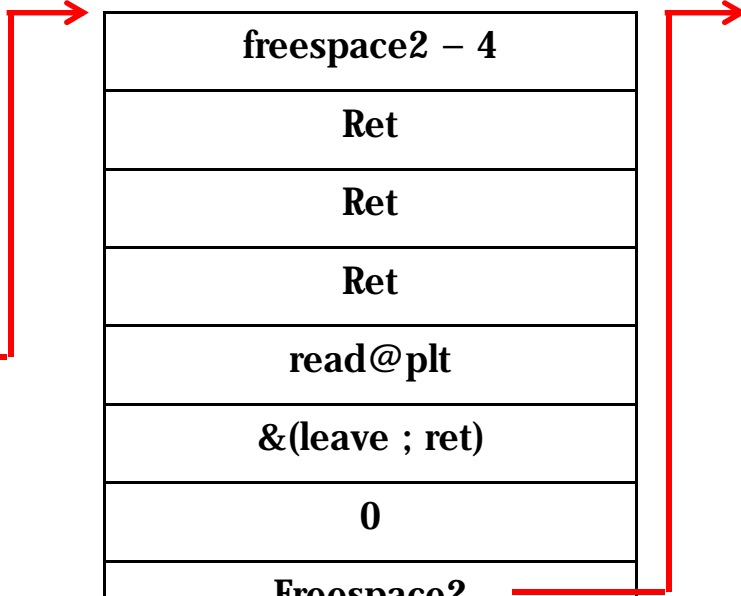 freespace2 – 4
Ret
Ret
Ret
read@plt
&(leave ; ret)
0
Freespace2